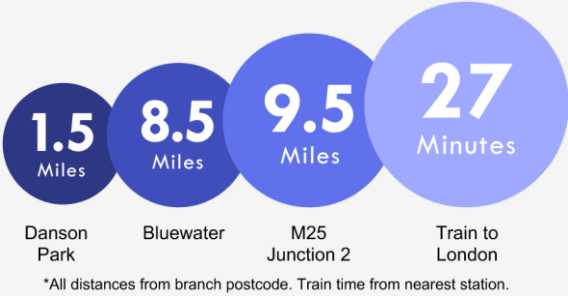 1.5
Miles
8.5
Miles
9.5
Miles
27
Minutes
Danson
Park
Bluewater
M25
Junction 2
Train to
London
*All distances from branch postcode. Train time from nearest station.